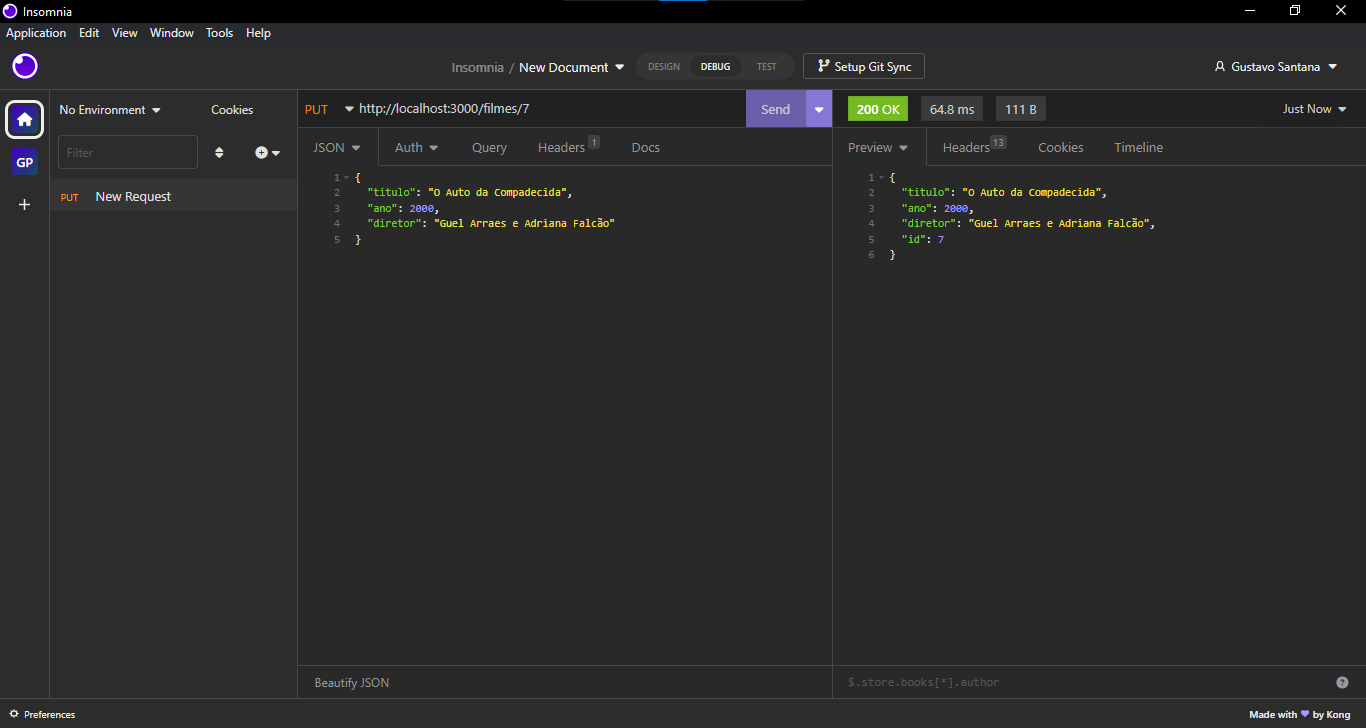 Insomnia
Application Edit View Window Tools Help
Insomnia / New Document DESIGN DEBUG TEST Setup Git Sync Gustavo Santana
No Environment Cookies
PUT http://localhost:3000/filmes/7 Send 200 OK 64.8 ms 111 B Just Now
GP
Filter
JSON Auth Query Headers 1 Docs
Preview Headers 13 Cookies Timeline
PUT New Request
1 {
2 "titulo": "O Auto da Compadecida",
3 "ano": 2000,
4 "diretor": "Guel Arraes e Adriana Falcão"
5 }
1 {
2 "titulo": "O Auto da Compadecida",
3 "ano": 2000,
4 "diretor": "Guel Arraes e Adriana Falcão",
5 "id": 7
6 }
Beautify JSON
$.store.books[*].author ?
Preferences
Made with ♥ by Kong